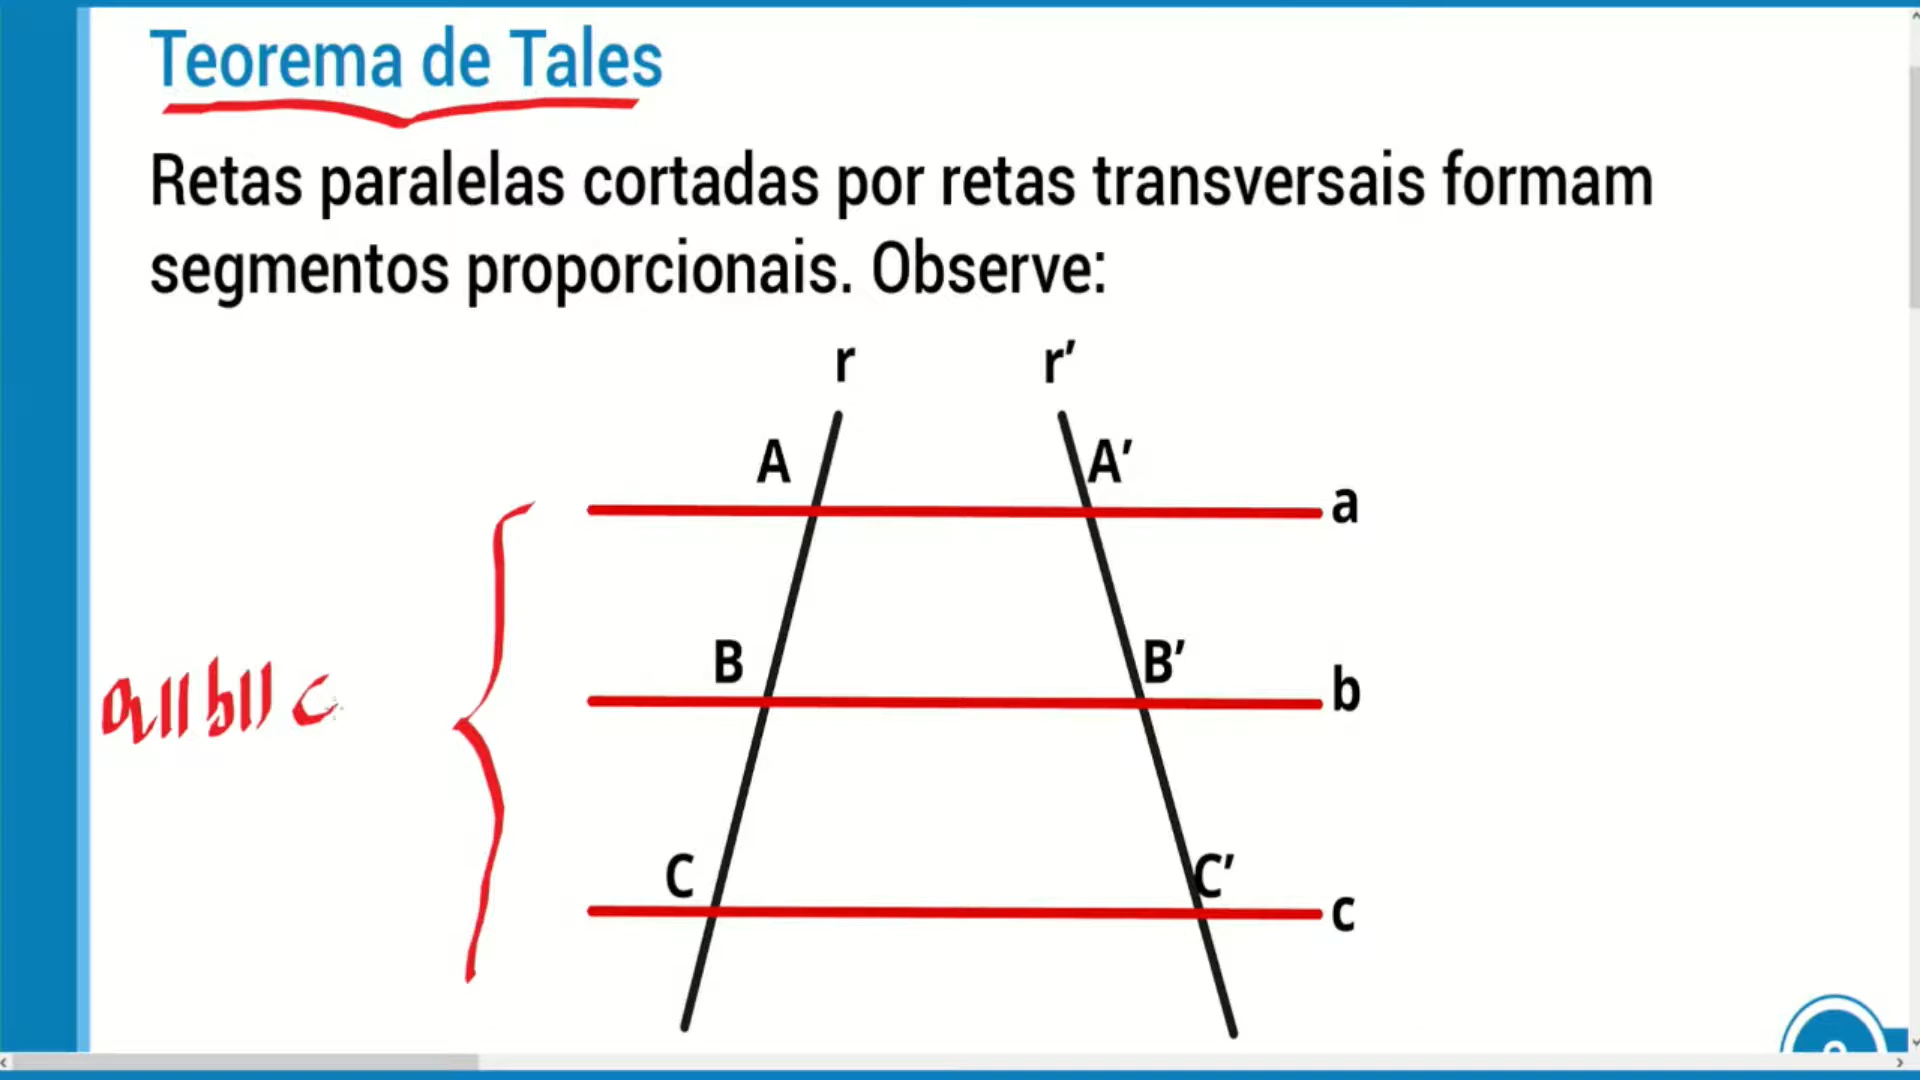 Teorema de Tales
Retas paralelas cortadas por retas transversais formam
segmentos proporcionais. Observe:
r r’
A A’
a
B B’
b
a//b//c
C C’
c